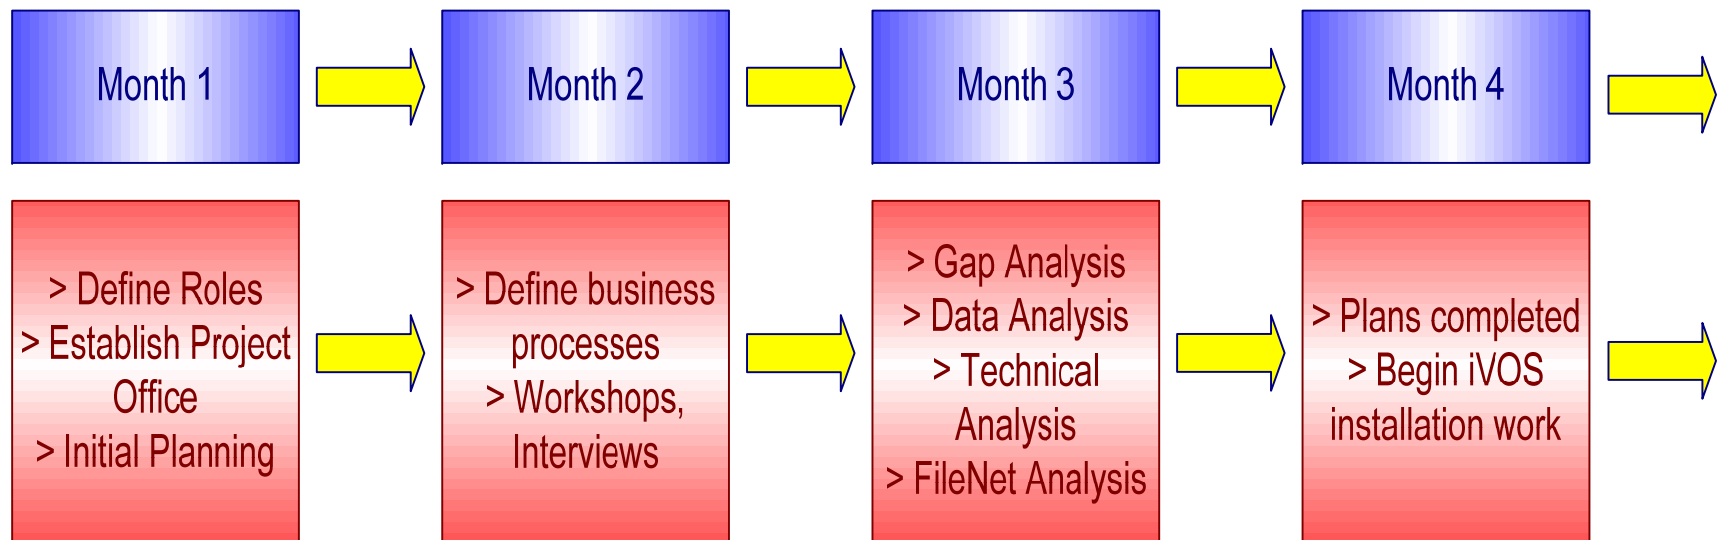 Month 1
Month 2
Month 3
Month 4
> Define Roles
> Establish Project
Office
> Initial Planning
> Define business
processes
> Workshops,
Interviews
> Gap Analysis
> Data Analysis
> Technical
Analysis
> FileNet Analysis
> Plans completed
> Begin iVOS
installation work